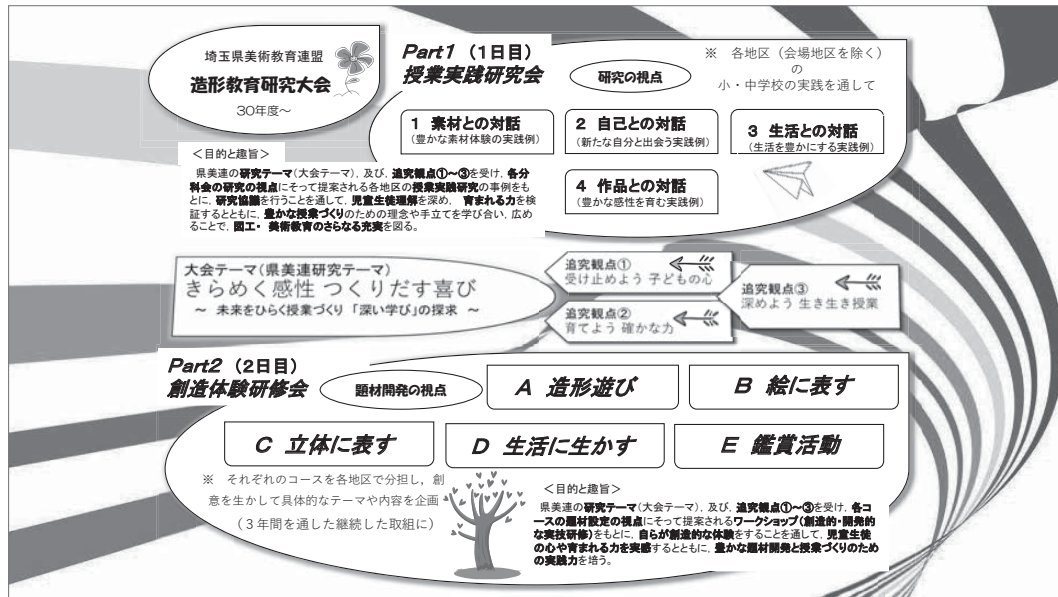 埼玉県美術教育連盟
造形教育研究大会
30年度~
Part1 (1日目)
授業実践研究会
研究の視点
※ 各地区(会場地区を除く)
の
小・中学校の実践を通して
1 素材との対話
(豊かな素材体験の実践例)
2 自己との対話
(新たな自分と出会う実践例)
3 生活との対話
(生活を豊かにする実践例)
4 作品との対話
(豊かな感性を育む実践例)
<目的と趣旨>
県美連の研究テーマ(大会テーマ),及び,追究観点①~③を受け,各分
科会の研究の視点にそって提案される各地区の授業実践研究の事例をも
とに,研究協議を行うことを通して,児童生徒理解を深め, 育まれる力を検
証するとともに,豊かな授業づくりのための理念や手立てを学び合い,広め
ることで,図工・ 美術教育のさらなる充実を図る。
大会テーマ(県美連研究テーマ)
きらめく感性 つくりだす喜び
~ 未来をひらく授業づくり 「深い学び」の探求 ~
追究観点①
受け止めよう 子どもの心
追究観点②
育てよう 確かな力
追究観点③
深めよう 生き生き授業
Part2 (2日目)
創造体験研修会
題材開発の視点
A 造形遊び
B 絵に表す
C 立体に表す
D 生活に生かす
E 鑑賞活動
※ それぞれのコースを各地区で分担し,創
意を生かして具体的なテーマや内容を企画
(3年間を通した継続した取組に)
<目的と趣旨>
県美連の研究テーマ(大会テーマ),及び,追究観点①~③を受け,各コ
ースの題材設定の視点にそって提案されるワークショップ(創造的・開発的
な実技研修)をもとに,自らが創造的な体験をすることを通して,児童生徒
の心や育まれる力を実感するとともに,豊かな題材開発と授業づくりのため
の実践力を培う。